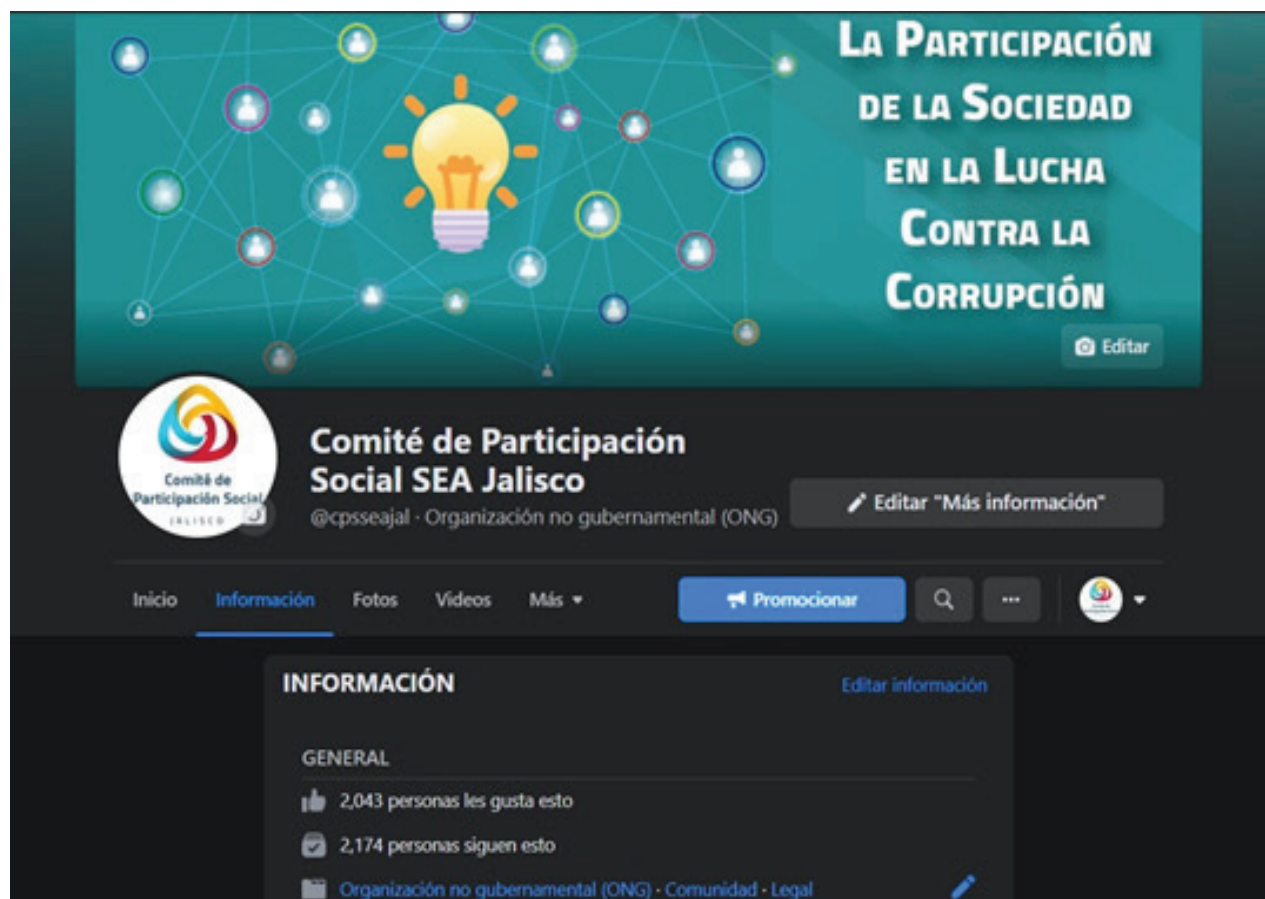 La Participación
de la Sociedad
en la Lucha
Contra la
Corrupción
Editar
Comité de
Participación Social
JALISCO
Comité de Participación
Social SEA Jalisco
@cpsseajal · Organización no gubernamental (ONG)
Editar "Más información"
Inicio Información Fotos Videos Más Promocionar
INFORMACIÓN
Editar información
GENERAL
2,043 personas les gusta esto
2,174 personas siguen esto
Organización no gubernamental (ONG) · Comunidad · Legal